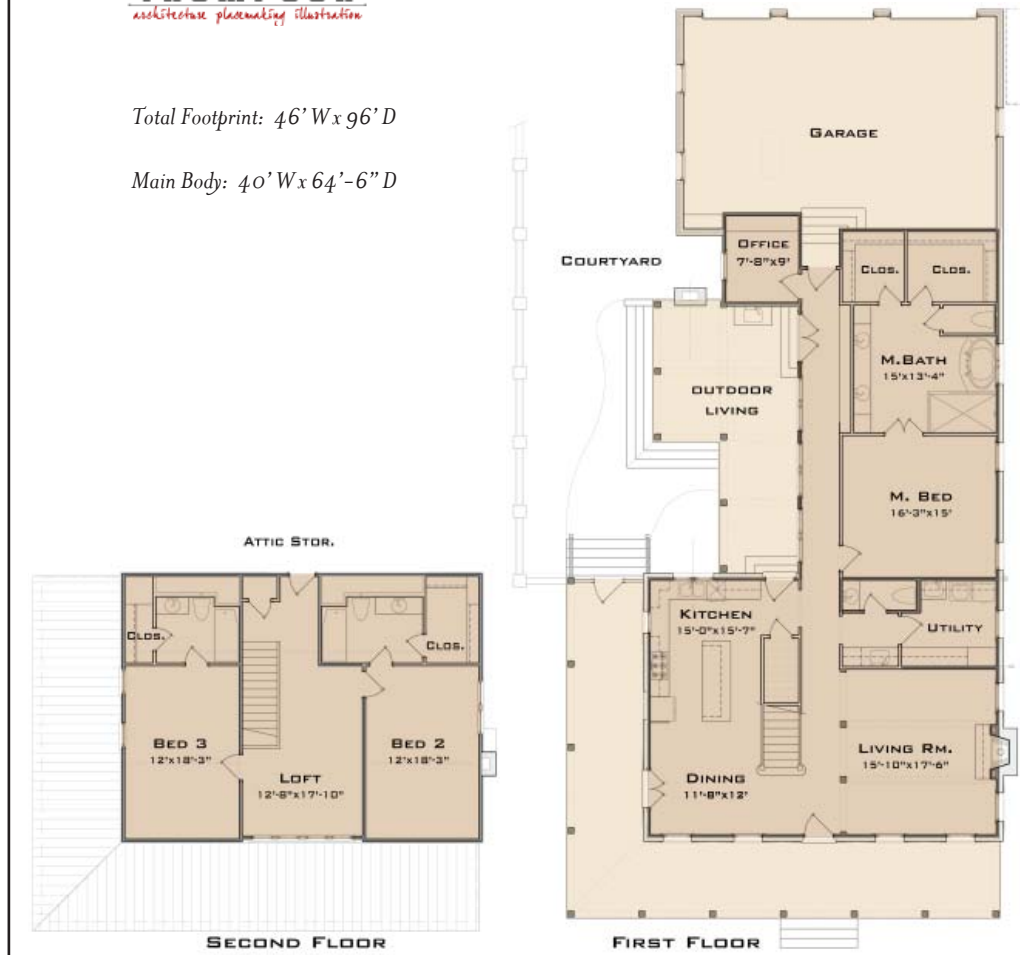 architecture placemaking illustration
Total Footprint: 46' W x 96' D
Main Body: 40' W x 64'-6" D
GARAGE
OFFICE
7'-8"x9'
COURTYARD
CLOS.
CLOS.
M.BATH
15'x13'-4"
OUTDOOR
LIVING
M. BED
16'-3"x15'
ATTIC STOR.
KITCHEN
15'-0"x15'-7"
UTILITY
CLOS.
CLOS.
BED 3
12'x18'-3"
BED 2
12'x18'-3"
LOFT
12'-8"x17'-10"
LIVING RM.
15'-10"x17'-6"
DINING
11'-8"x12'
SECOND FLOOR
FIRST FLOOR